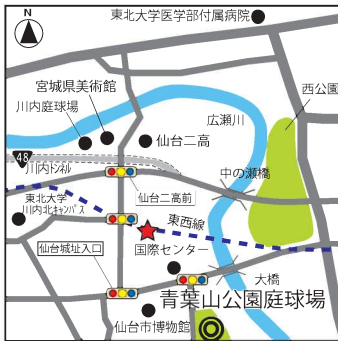 N
東北大学医学部付属病院
西公園
宮城県美術館
川内庭球場
広瀬川
仙台二高
48
川内トンネル
仙台二高前
中の瀬橋
東北大学
川内北キャンパス
東西線
国際センター
仙台城址入口
大橋
青葉山公園庭球場
仙台市博物館